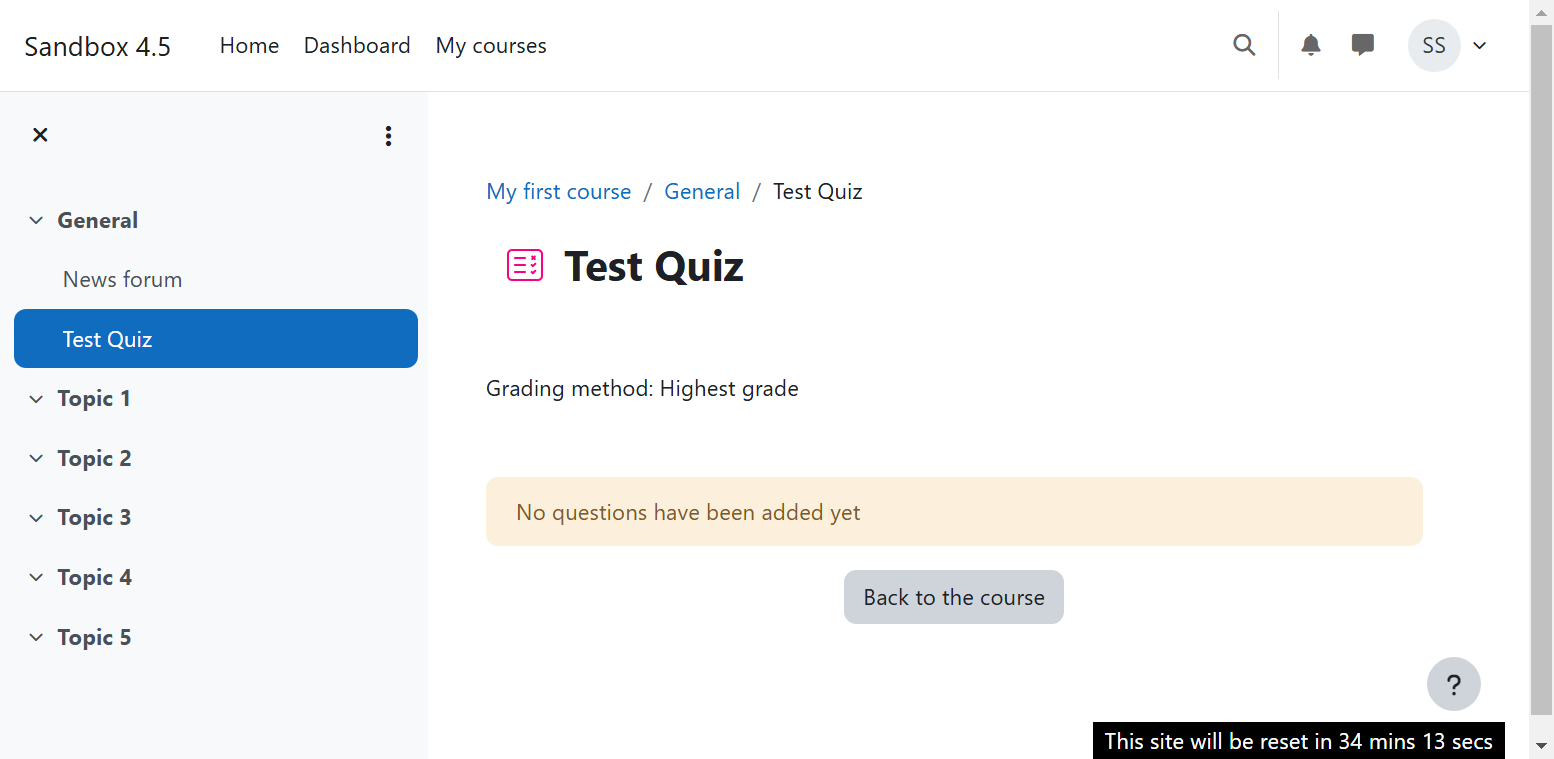 Sandbox 4.5 Home Dashboard My courses SS
General
News forum
Test Quiz
Topic 1
Topic 2
Topic 3
Topic 4
Topic 5
My first course / General / Test Quiz
Test Quiz
Grading method: Highest grade
No questions have been added yet
Back to the course
?
This site will be reset in 34 mins 13 secs